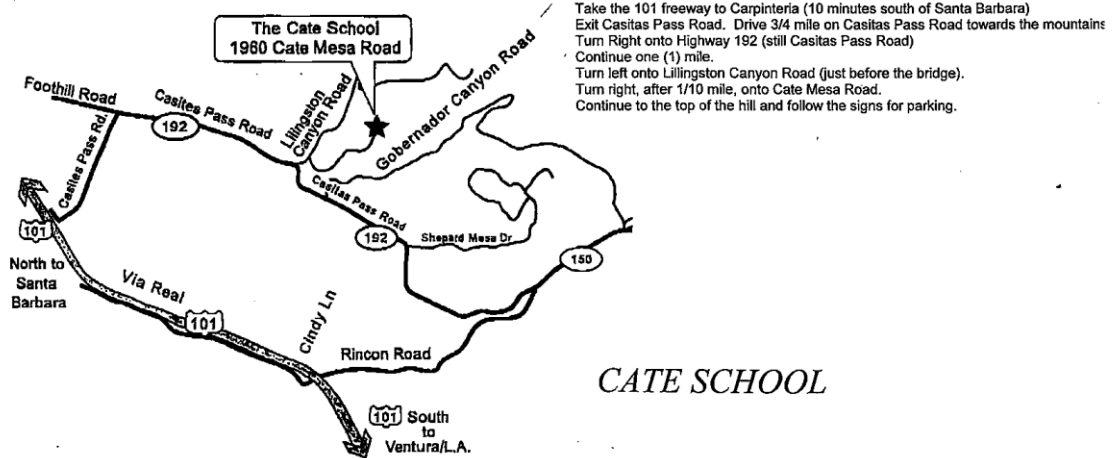 The Cate School
1960 Cate Mesa Road
Take the 101 freeway to Carpinteria (10 minutes south of Santa Barbara)
Exit Casitas Pass Road. Drive 3/4 mile on Casitas Pass Road towards the mountains
Turn Right onto Highway 192 (still Casitas Pass Road)
Continue one (1) mile.
Turn left onto Lillingston Canyon Road (just before the bridge).
Turn right, after 1/10 mile, onto Cate Mesa Road.
Continue to the top of the hill and follow the signs for parking.
Foothill Road
Casites Pass Road
192
Lillingston
Canyon Road
Gobernador Canyon Road
Casites Pass Rd.
Casitas Pass Road
192
Shepard Mesa Dr
150
101
North to
Santa
Barbara
Via Real
101
Cindy Ln
Rincon Road
CATE SCHOOL
101 South
to
Ventura/L.A.